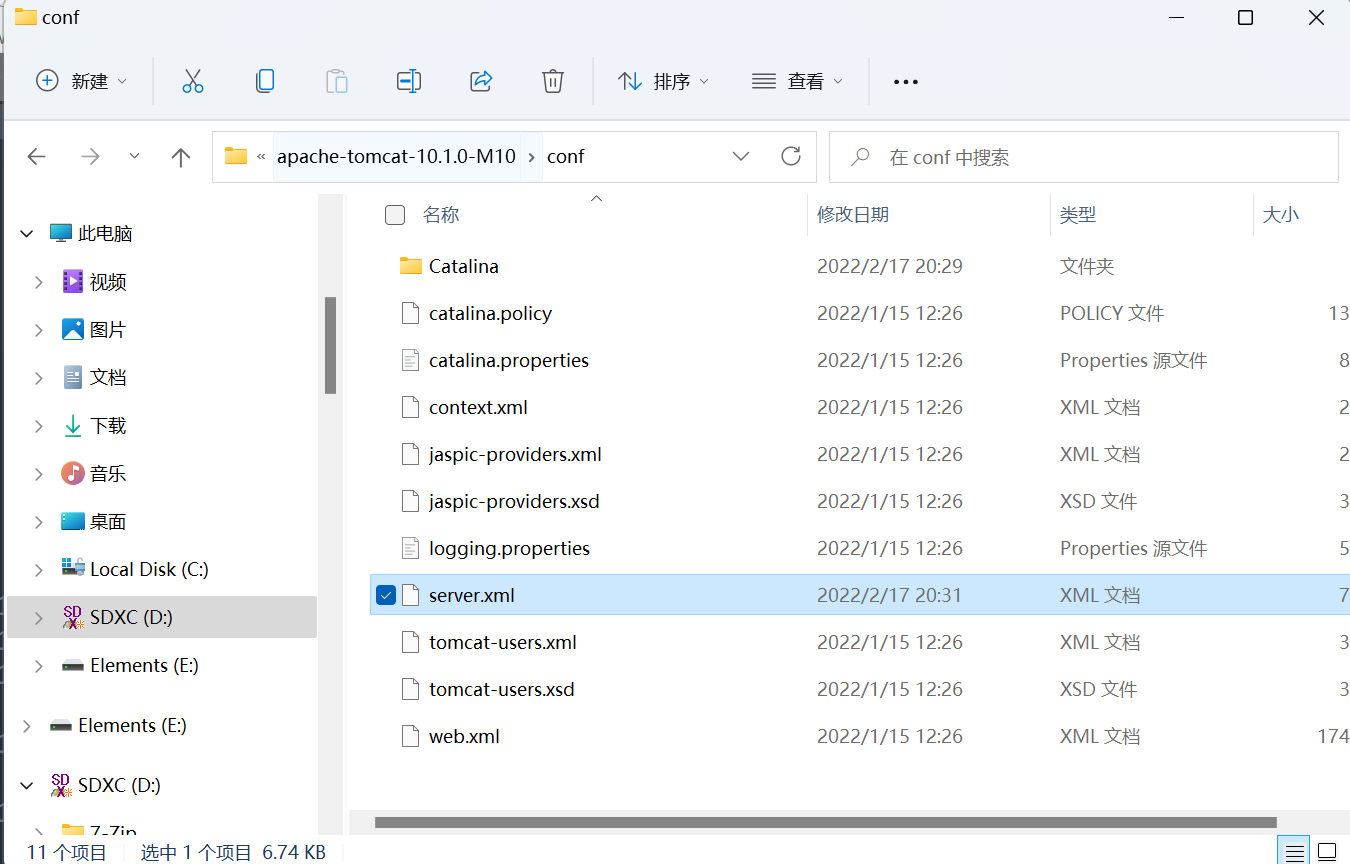 conf
新建
排序
查看
« apache-tomcat-10.1.0-M10 › conf
在 conf 中搜索
名称 修改日期 类型 大小
此电脑
视频
图片
文档
下载
音乐
桌面
Local Disk (C:)
SDXC (D:)
Elements (E:)
Elements (E:)
SDXC (D:)
7-Zip
Catalina 2022/2/17 20:29 文件夹
catalina.policy 2022/1/15 12:26 POLICY 文件 13
catalina.properties 2022/1/15 12:26 Properties 源文件 8
context.xml 2022/1/15 12:26 XML 文档 2
jaspic-providers.xml 2022/1/15 12:26 XML 文档 2
jaspic-providers.xsd 2022/1/15 12:26 XSD 文件 3
logging.properties 2022/1/15 12:26 Properties 源文件 5
server.xml 2022/2/17 20:31 XML 文档 7
tomcat-users.xml 2022/1/15 12:26 XML 文档 3
tomcat-users.xsd 2022/1/15 12:26 XSD 文件 3
web.xml 2022/1/15 12:26 XML 文档 174
11 个项目 选中 1 个项目 6.74 KB